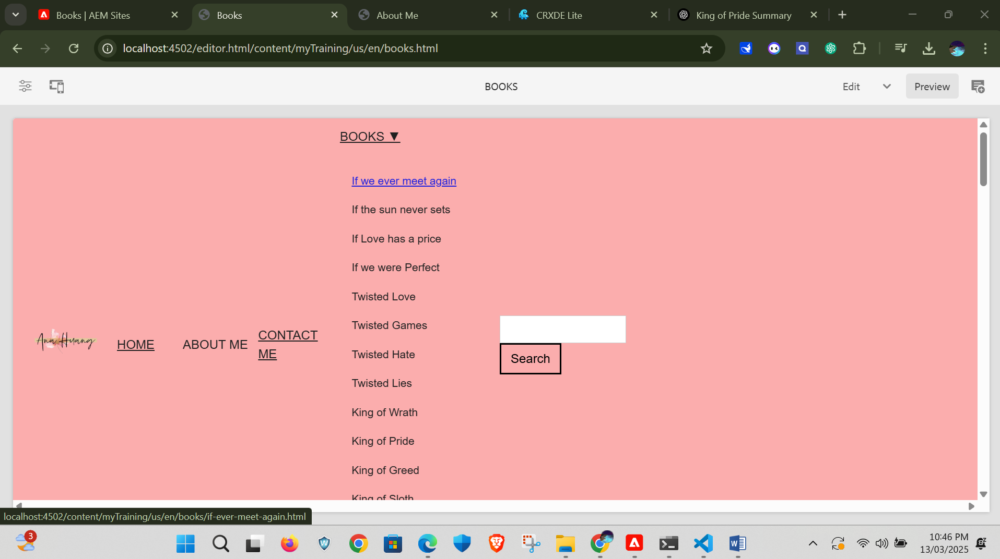 Books | AEM Sites
Books
About Me
CRXDE Lite
King of Pride Summary
localhost:4502/editor.html/content/myTraining/us/en/books.html
BOOKS
Edit
Preview
BOOKS ▼
If we ever meet again
If the sun never sets
If Love has a price
If we were Perfect
Twisted Love
Twisted Games
Twisted Hate
Twisted Lies
King of Wrath
King of Pride
King of Greed
King of Sloth
Ana Huang
HOME
ABOUT ME
CONTACT
ME
Search
localhost:4502/content/myTraining/us/en/books/if-ever-meet-again.html
3
10:46 PM
13/03/2025